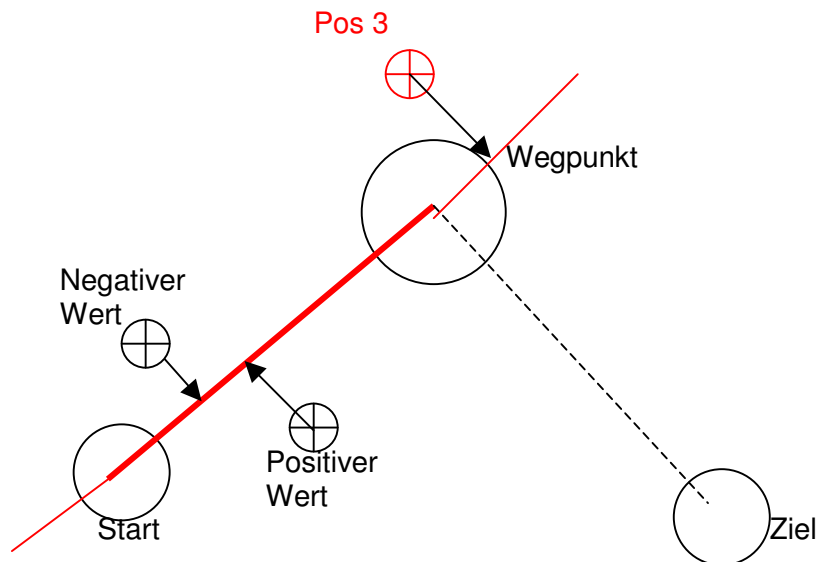 Pos 3
Wegpunkt
Negativer
Wert
Positiver
Wert
Start
Ziel